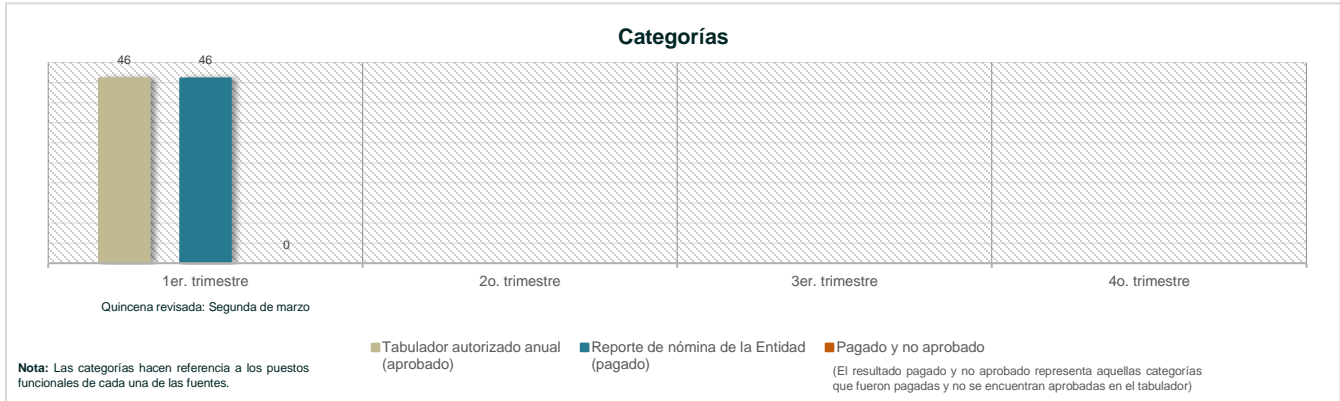 Categorías
46
46
0
1er. trimestre
2o. trimestre
3er. trimestre
4o. trimestre
Quincena revisada: Segunda de marzo
Tabulador autorizado anual
(aprobado)
Reporte de nómina de la Entidad
(pagado)
Pagado y no aprobado
(El resultado pagado y no aprobado representa aquellas categorías
que fueron pagadas y no se encuentran aprobadas en el tabulador)
Nota: Las categorías hacen referencia a los puestos
funcionales de cada una de las fuentes.